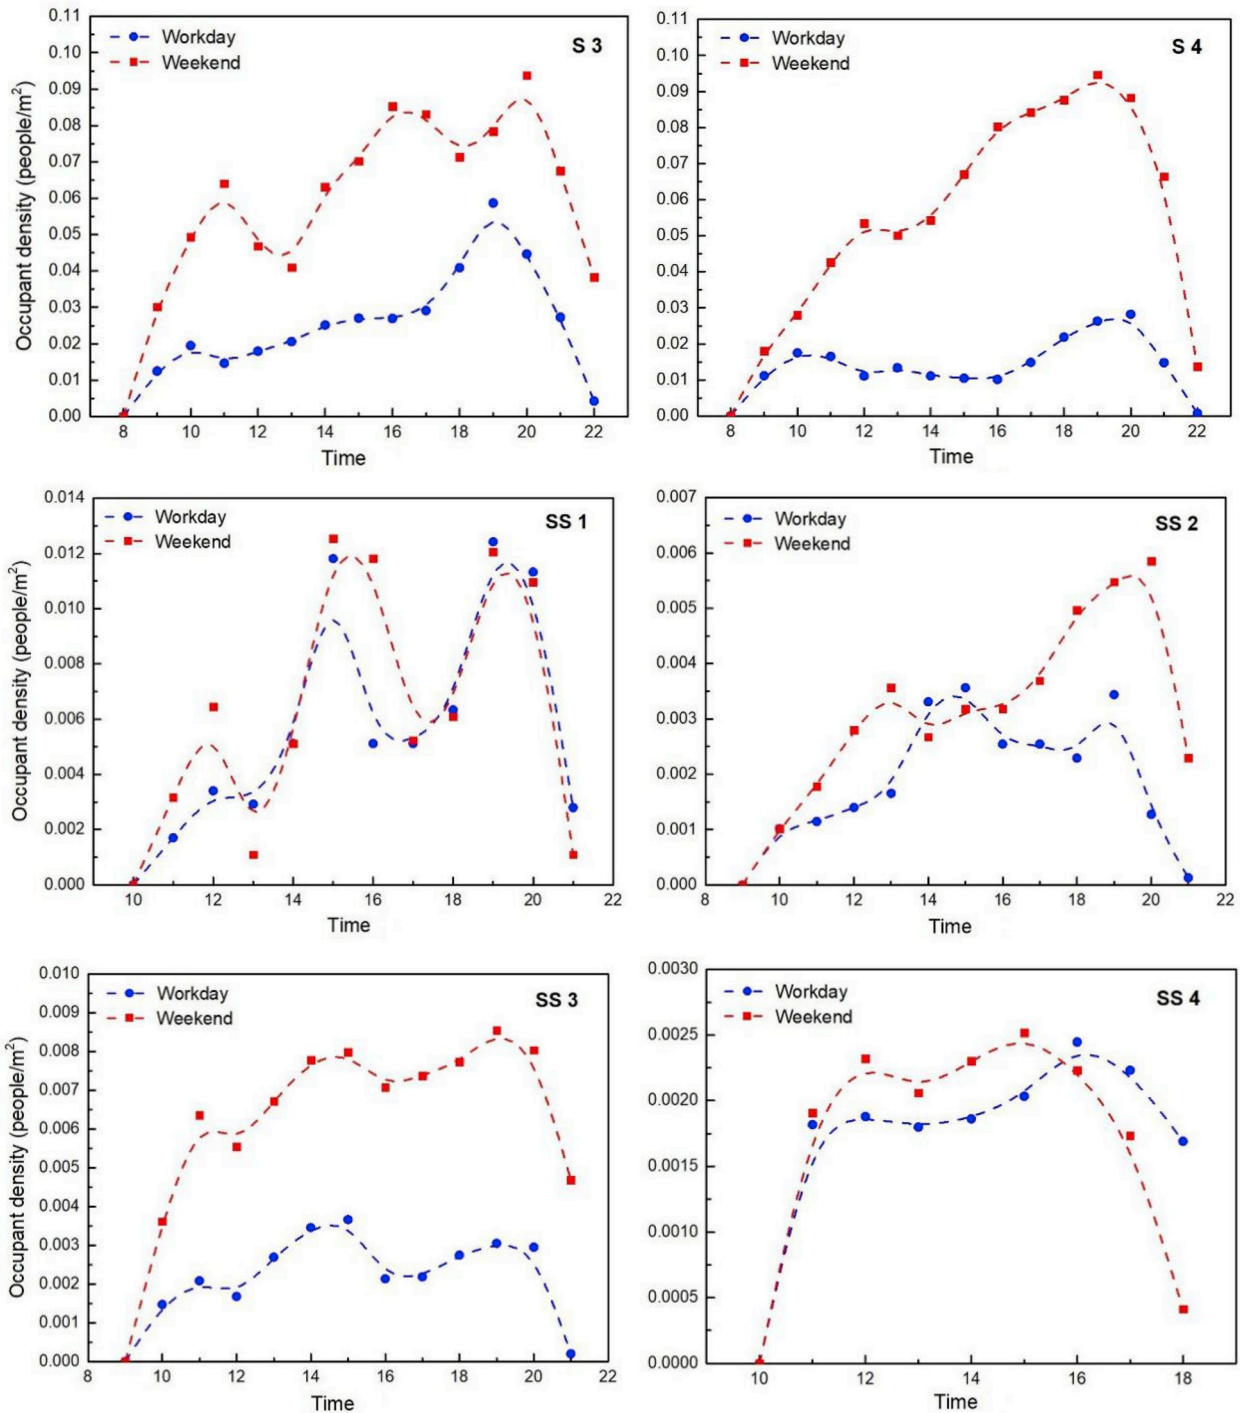 Workday
Weekend
S 3
Occupant density (people/m²)
0.11
0.10
0.09
0.08
0.07
0.06
0.05
0.04
0.03
0.02
0.01
0.00
8 10 12 14 16 18 20 22
Time
Workday
Weekend
S 4
0.11
0.10
0.09
0.08
0.07
0.06
0.05
0.04
0.03
0.02
0.01
0.00
8 10 12 14 16 18 20 22
Time
Workday
Weekend
SS 1
Occupant density (people/m²)
0.014
0.012
0.010
0.008
0.006
0.004
0.002
0.000
10 12 14 16 18 20 22
Time
Workday
Weekend
SS 2
0.007
0.006
0.005
0.004
0.003
0.002
0.001
0.000
8 10 12 14 16 18 20 22
Time
Workday
Weekend
SS 3
Occupant density (people/m²)
0.010
0.009
0.008
0.007
0.006
0.005
0.004
0.003
0.002
0.001
0.000
8 10 12 14 16 18 20 22
Time
Workday
Weekend
SS 4
0.0030
0.0025
0.0020
0.0015
0.0010
0.0005
0.0000
10 12 14 16 18
Time